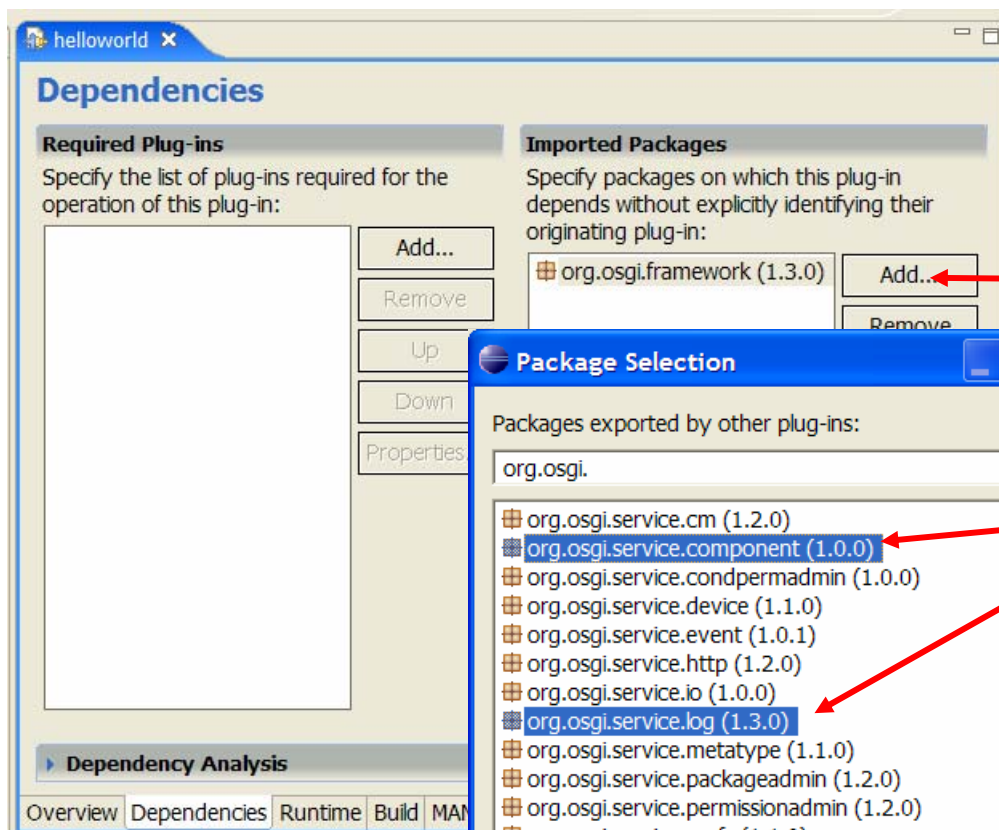 helloworld
Dependencies
Required Plug-ins
Specify the list of plug-ins required for the
operation of this plug-in:
Add...
Remove
Up
Down
Properties.
Imported Packages
Specify packages on which this plug-in
depends without explicitly identifying their
originating plug-in:
org.osgi.framework (1.3.0)
Add...
Remove
Package Selection
Packages exported by other plug-ins:
org.osgi.
org.osgi.service.cm (1.2.0)
org.osgi.service.component (1.0.0)
org.osgi.service.condpermadmin (1.0.0)
org.osgi.service.device (1.1.0)
org.osgi.service.event (1.0.1)
org.osgi.service.http (1.2.0)
org.osgi.service.io (1.0.0)
org.osgi.service.log (1.3.0)
org.osgi.service.metatype (1.1.0)
org.osgi.service.packageadmin (1.2.0)
org.osgi.service.permissionadmin (1.2.0)
Dependency Analysis
Overview Dependencies Runtime Build MAN